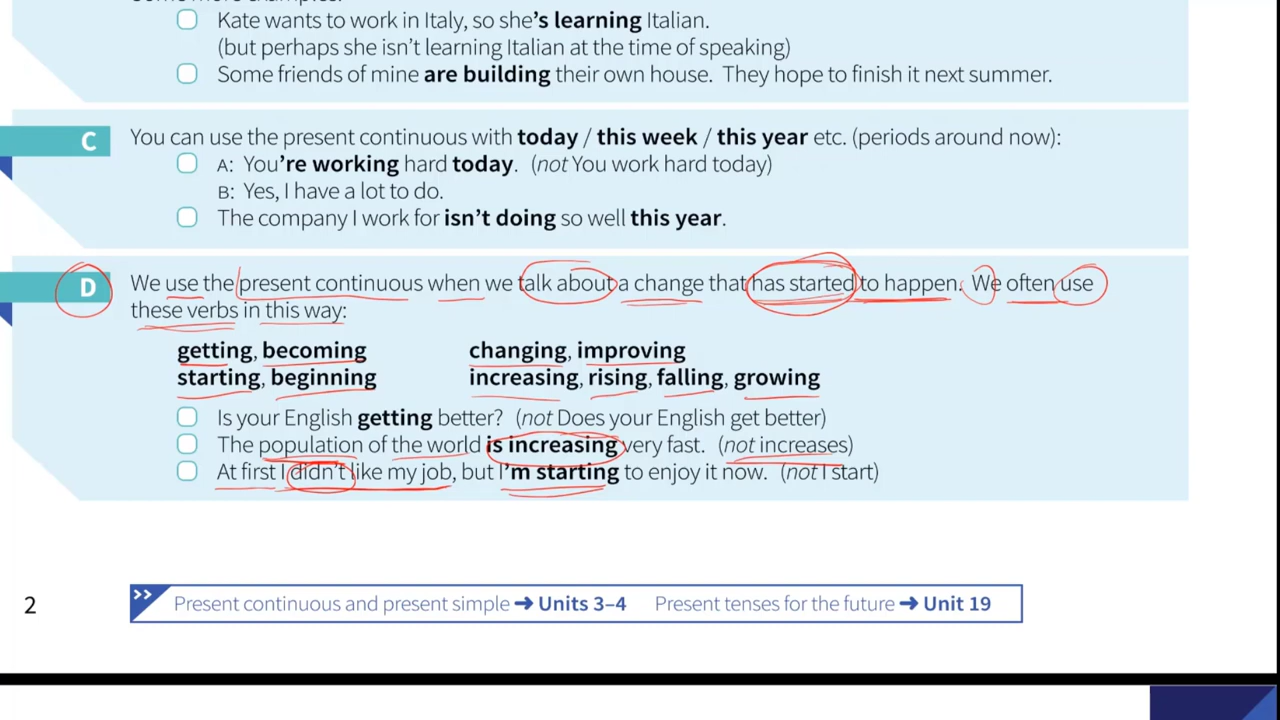 Kate wants to work in Italy, so she's learning Italian.
(but perhaps she isn't learning Italian at the time of speaking)
Some friends of mine are building their own house. They hope to finish it next summer.
C
You can use the present continuous with today / this week / this year etc. (periods around now):
A: You're working hard today. (not You work hard today)
B: Yes, I have a lot to do.
The company I work for isn't doing so well this year.
D
We use the present continuous when we talk about a change that has started to happen. We often use
these verbs in this way:
getting, becoming changing, improving
starting, beginning increasing, rising, falling, growing
Is your English getting better? (not Does your English get better)
The population of the world is increasing very fast. (not increases)
At first I didn't like my job, but I'm starting to enjoy it now. (not I start)
2
>> Present continuous and present simple ➜ Units 3–4 Present tenses for the future ➜ Unit 19